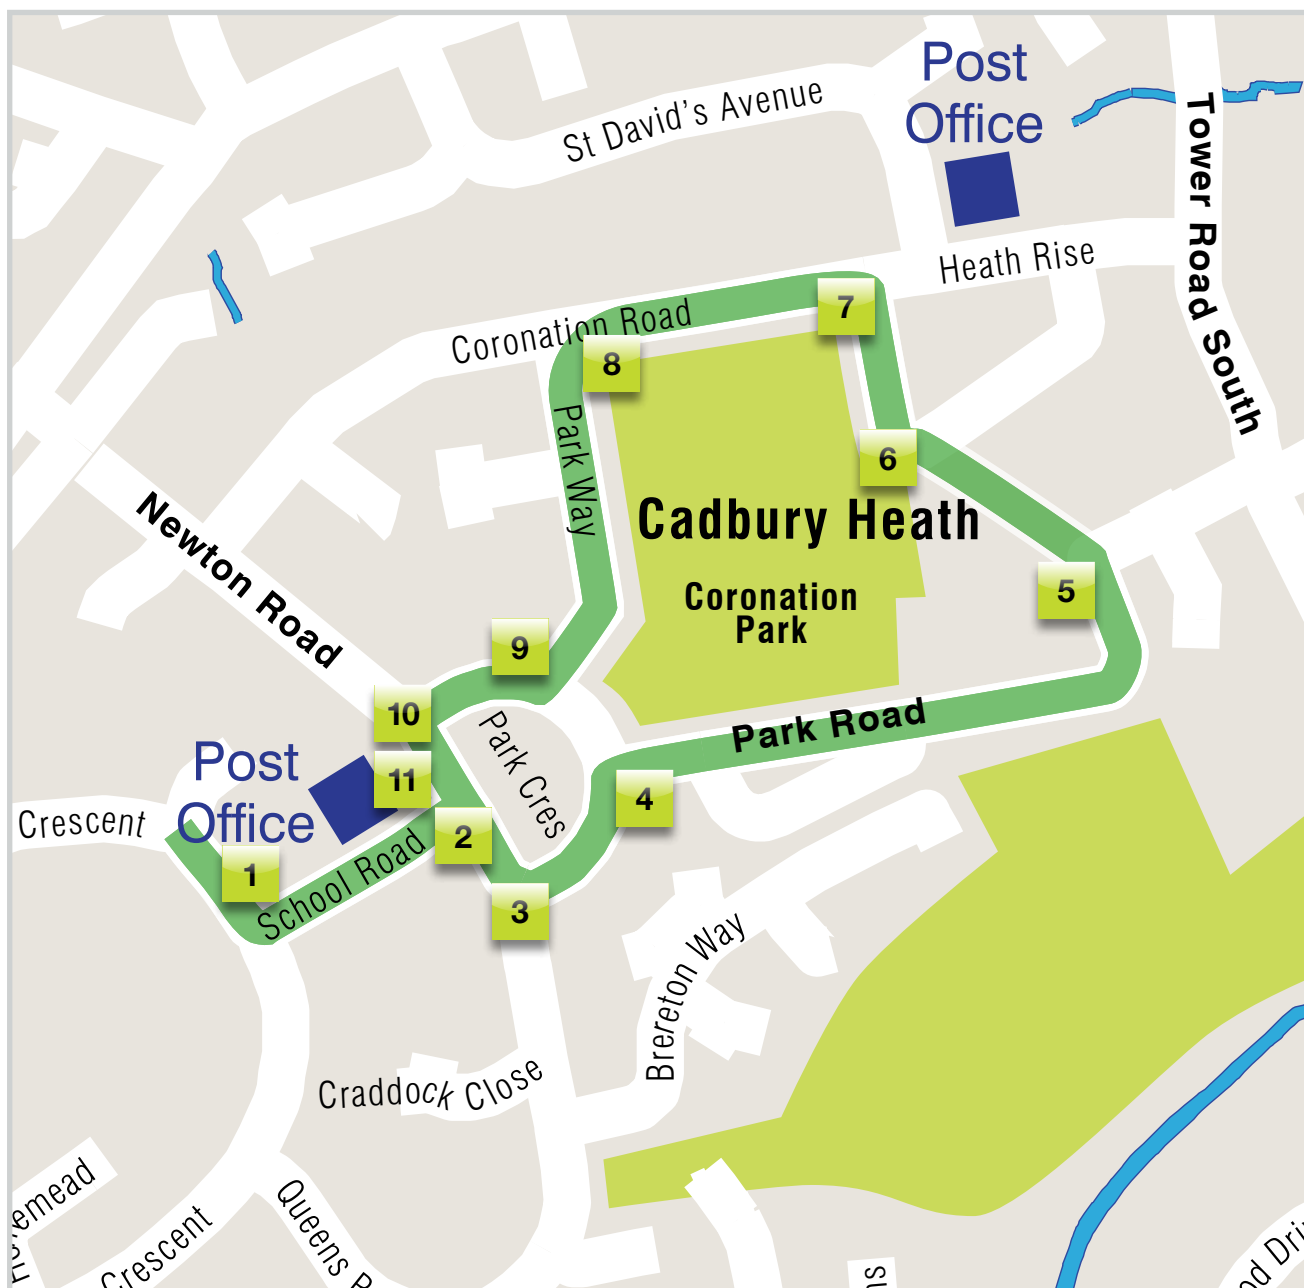 Post
Office
St David's Avenue
Tower Road South
Heath Rise
Coronation Road
7
8
Park Way
6
Newton Road
Cadbury Heath
Coronation
Park
5
9
10
Park Road
Park Cres
Post
Office
11
4
Crescent
2
1
School Road
3
Brereton Way
Craddock Close
Crescent
Queens